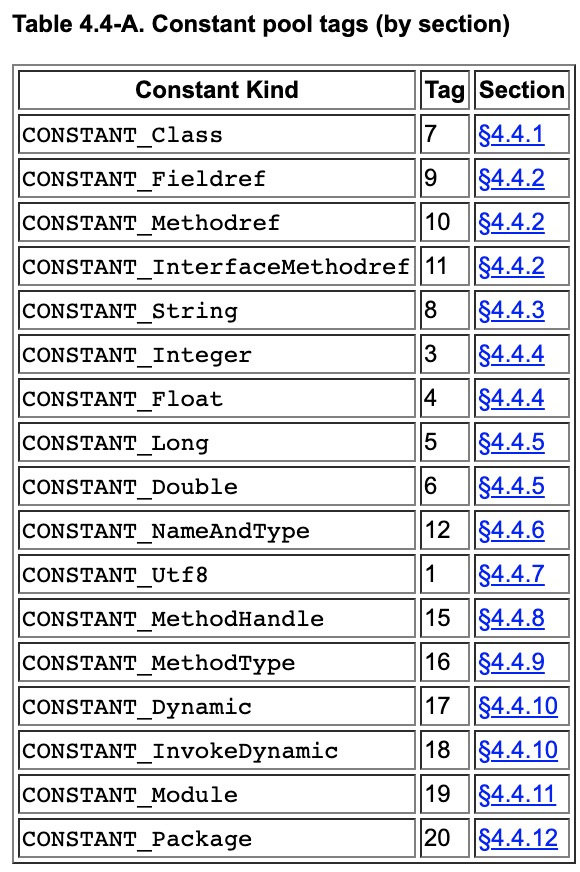 Table 4.4-A. Constant pool tags (by section)
Constant Kind Tag Section
CONSTANT_Class 7 §4.4.1
CONSTANT_Fieldref 9 §4.4.2
CONSTANT_Methodref 10 §4.4.2
CONSTANT_InterfaceMethodref 11 §4.4.2
CONSTANT_String 8 §4.4.3
CONSTANT_Integer 3 §4.4.4
CONSTANT_Float 4 §4.4.4
CONSTANT_Long 5 §4.4.5
CONSTANT_Double 6 §4.4.5
CONSTANT_NameAndType 12 §4.4.6
CONSTANT_Utf8 1 §4.4.7
CONSTANT_MethodHandle 15 §4.4.8
CONSTANT_MethodType 16 §4.4.9
CONSTANT_Dynamic 17 §4.4.10
CONSTANT_InvokeDynamic 18 §4.4.10
CONSTANT_Module 19 §4.4.11
CONSTANT_Package 20 §4.4.12